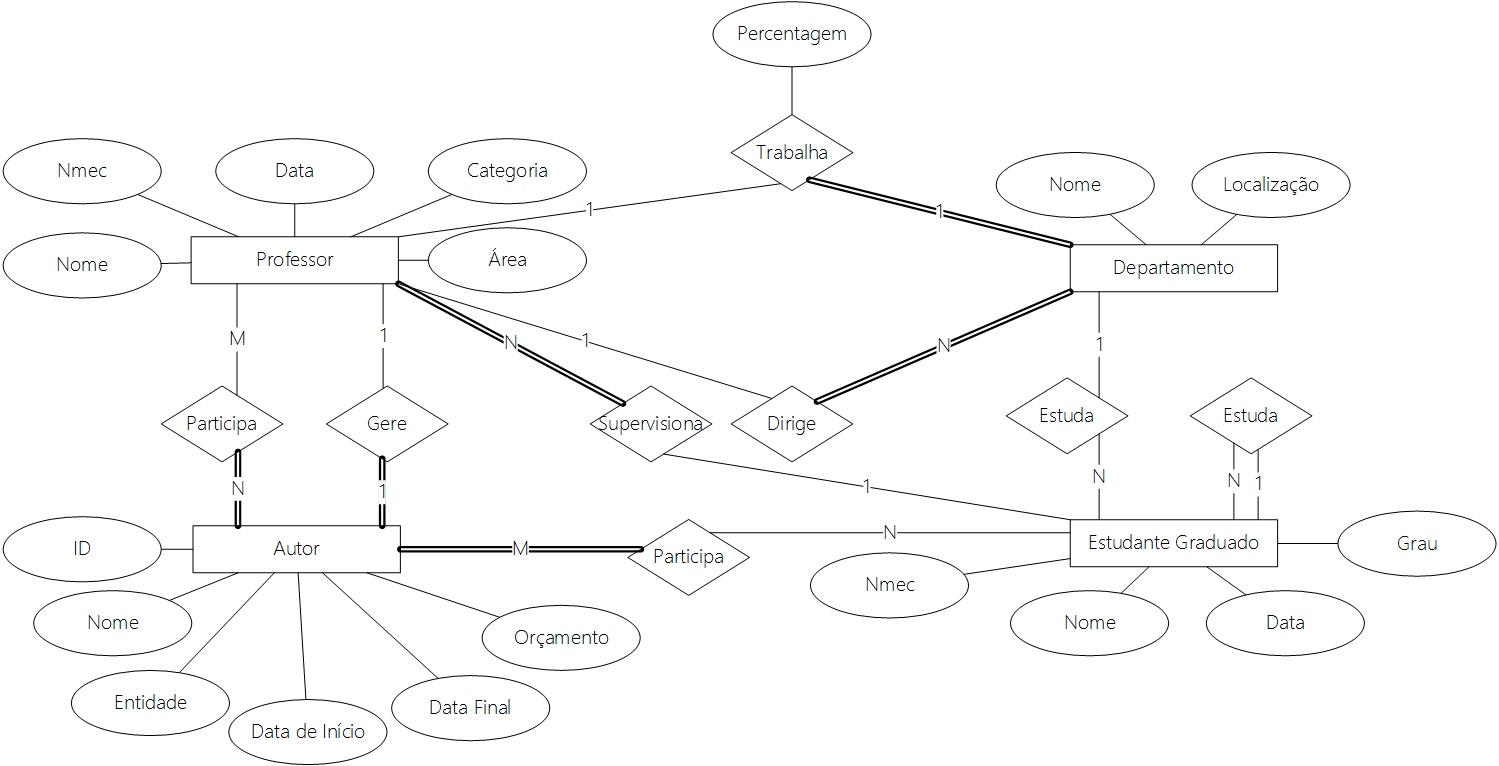 Percentagem
Trabalha
Nmec
Data
Categoria
Nome
Localização
1
1
Nome
Professor
Área
Departamento
M
1
N
1
N
1
Participa
Gere
Supervisiona
Dirige
Estuda
Estuda
N
1
1
N
N
1
ID
Autor
M
Participa
N
Estudante Graduado
Grau
Nmec
Nome
Orçamento
Nome
Data
Entidade
Data de Início
Data Final